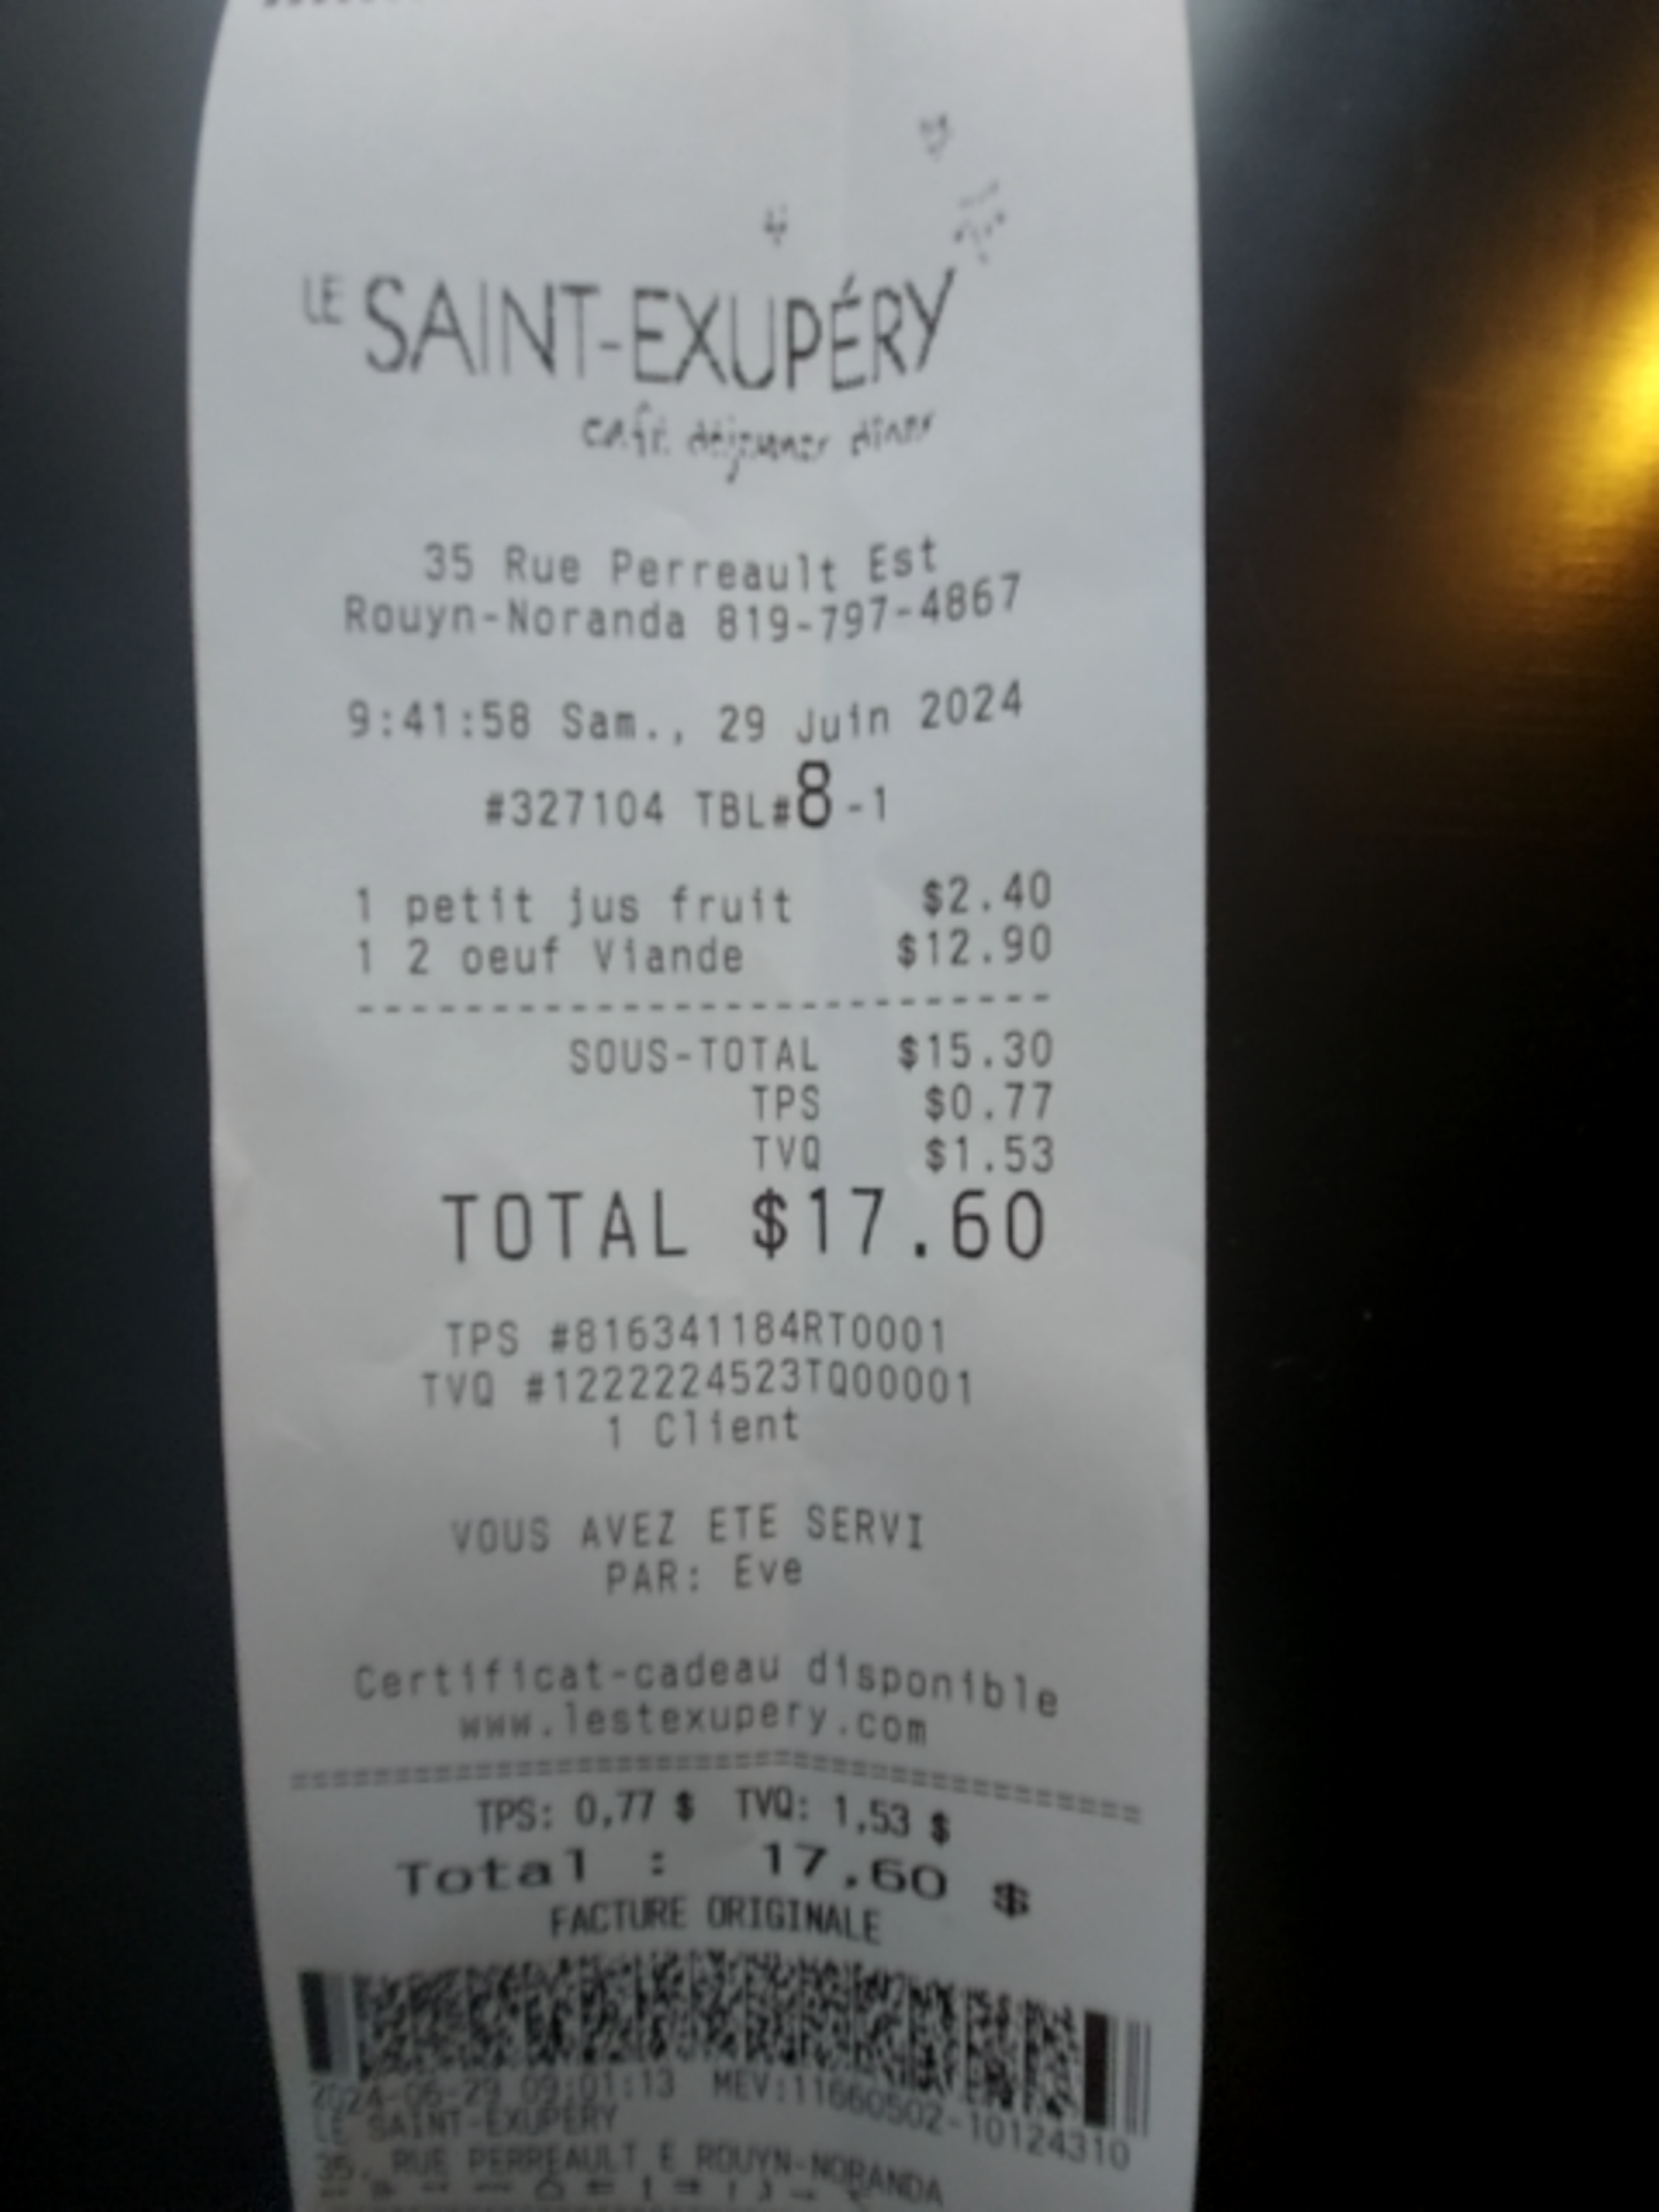 LE SAINT-EXUPÉRY
café déjeuner dîner
35 Rue Perreault Est
Rouyn-Noranda 819-797-4867
9:41:58 Sam., 29 Juin 2024
#327104 TBL#8-1
1 petit jus fruit $2.40
1 2 oeuf Viande $12.90
---------------------------
SOUS-TOTAL $15.30
TPS $0.77
TVQ $1.53
TOTAL $17.60
TPS #816341184RT0001
TVQ #1222224523TQ00001
1 Client
VOUS AVEZ ETE SERVI
PAR: Eve
Certificat-cadeau disponible
www.lestexupery.com
==========================================
TPS: 0,77 $ TVQ: 1,53 $
Total : 17,60 $
FACTURE ORIGINALE
2024-06-29 09:01:13 MEV:11660502-10124310
LE SAINT-EXUPERY
35, RUE PERREAULT E ROUYN-NORANDA